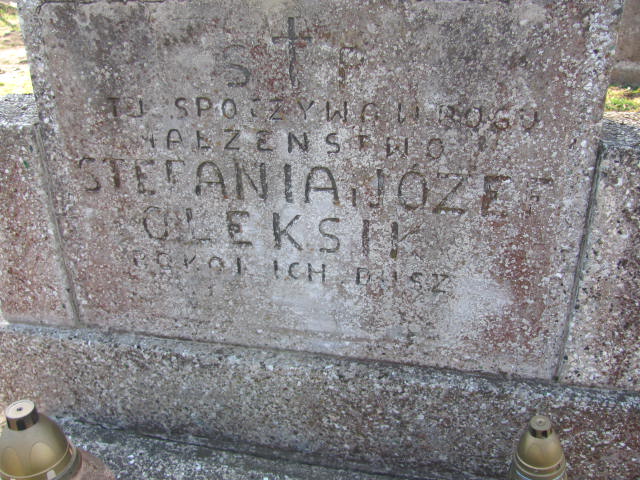 S † P
TU SPOCZYWA W BOGU
MAŁŻEŃSTWO
STEFANIA I JÓZEF
OLEKSIK
POKÓJ ICH DUSZ